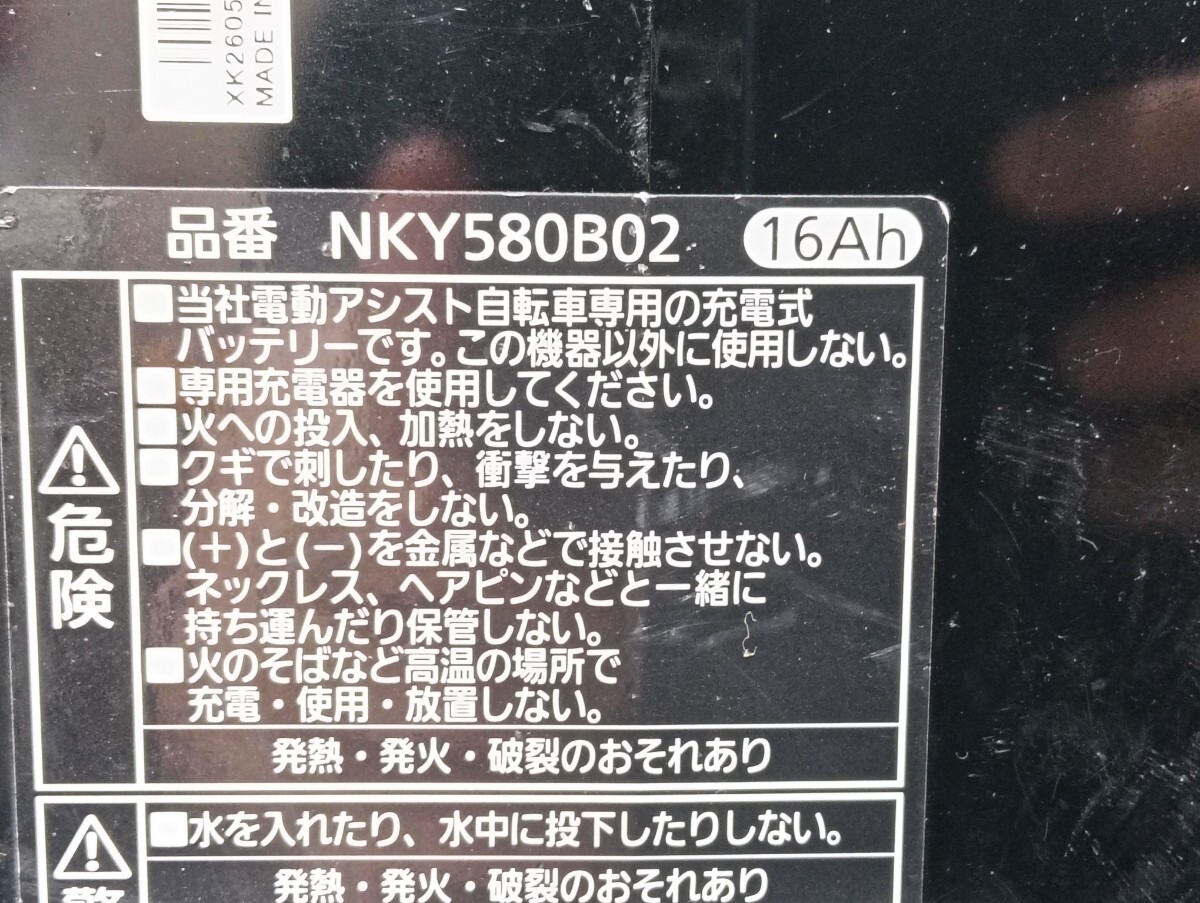 XK2605
MADE IN
品番 NKY580B02 16Ah
危険
■当社電動アシスト自転車専用の充電式
バッテリーです。この機器以外に使用しない。
■専用充電器を使用してください。
■火への投入、加熱をしない。
■クギで刺したり、衝撃を与えたり、
分解・改造をしない。
■(＋)と(－)を金属などで接触させない。
ネックレス、ヘアピンなどと一緒に
持ち運んだり保管しない。
■火のそばなど高温の場所で
充電・使用・放置しない。
発熱・発火・破裂のおそれあり
■水を入れたり、水中に投下したりしない。
発熱・発火・破裂のおそれあり